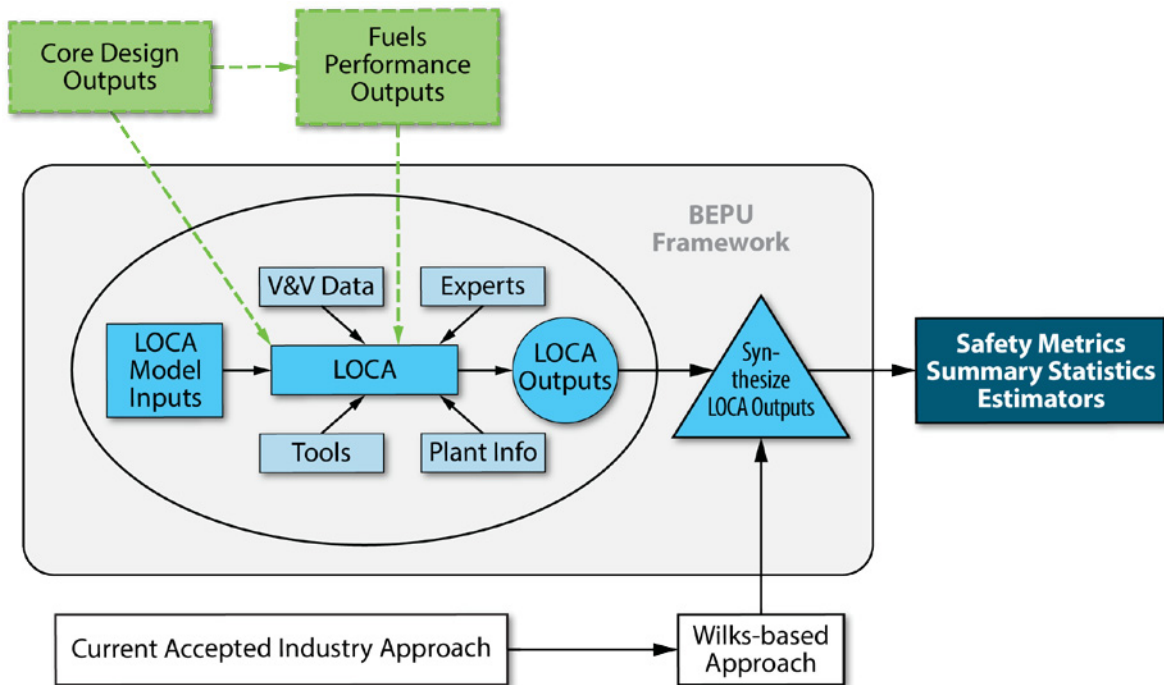 Core Design
Outputs
Fuels
Performance
Outputs
BEPU
Framework
V&V Data
Experts
LOCA
Model
Inputs
LOCA
LOCA
Outputs
Syn-
thesize
LOCA Outputs
Safety Metrics
Summary Statistics
Estimators
Tools
Plant Info
Current Accepted Industry Approach
Wilks-based
Approach